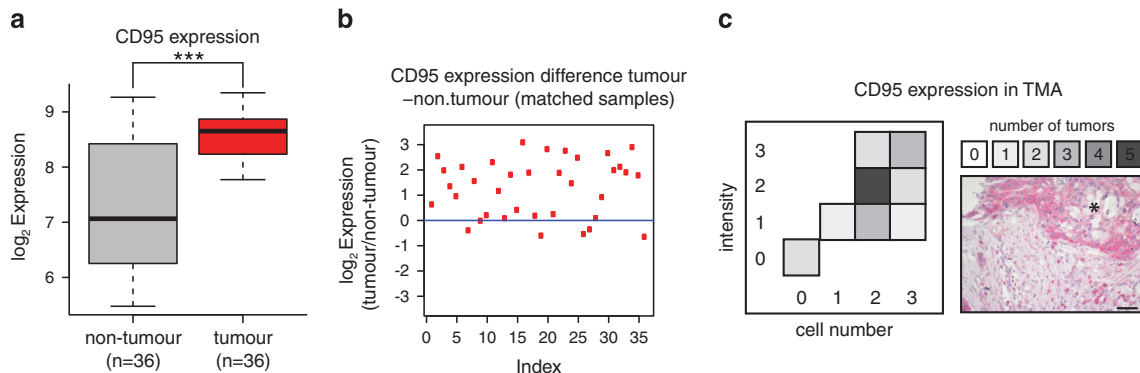 a
CD95 expression
***
log2 Expression
9
8
7
6
non-tumour
(n=36)
tumour
(n=36)
b
CD95 expression difference tumour
–non.tumour (matched samples)
log2 Expression
(tumour/non-tumour)
3
2
1
0
-1
-2
-3
0 5 10 15 20 25 30 35
Index
c
CD95 expression in TMA
intensity
3
2
1
0
0 1 2 3
cell number
number of tumors
0 1 2 3 4 5
*